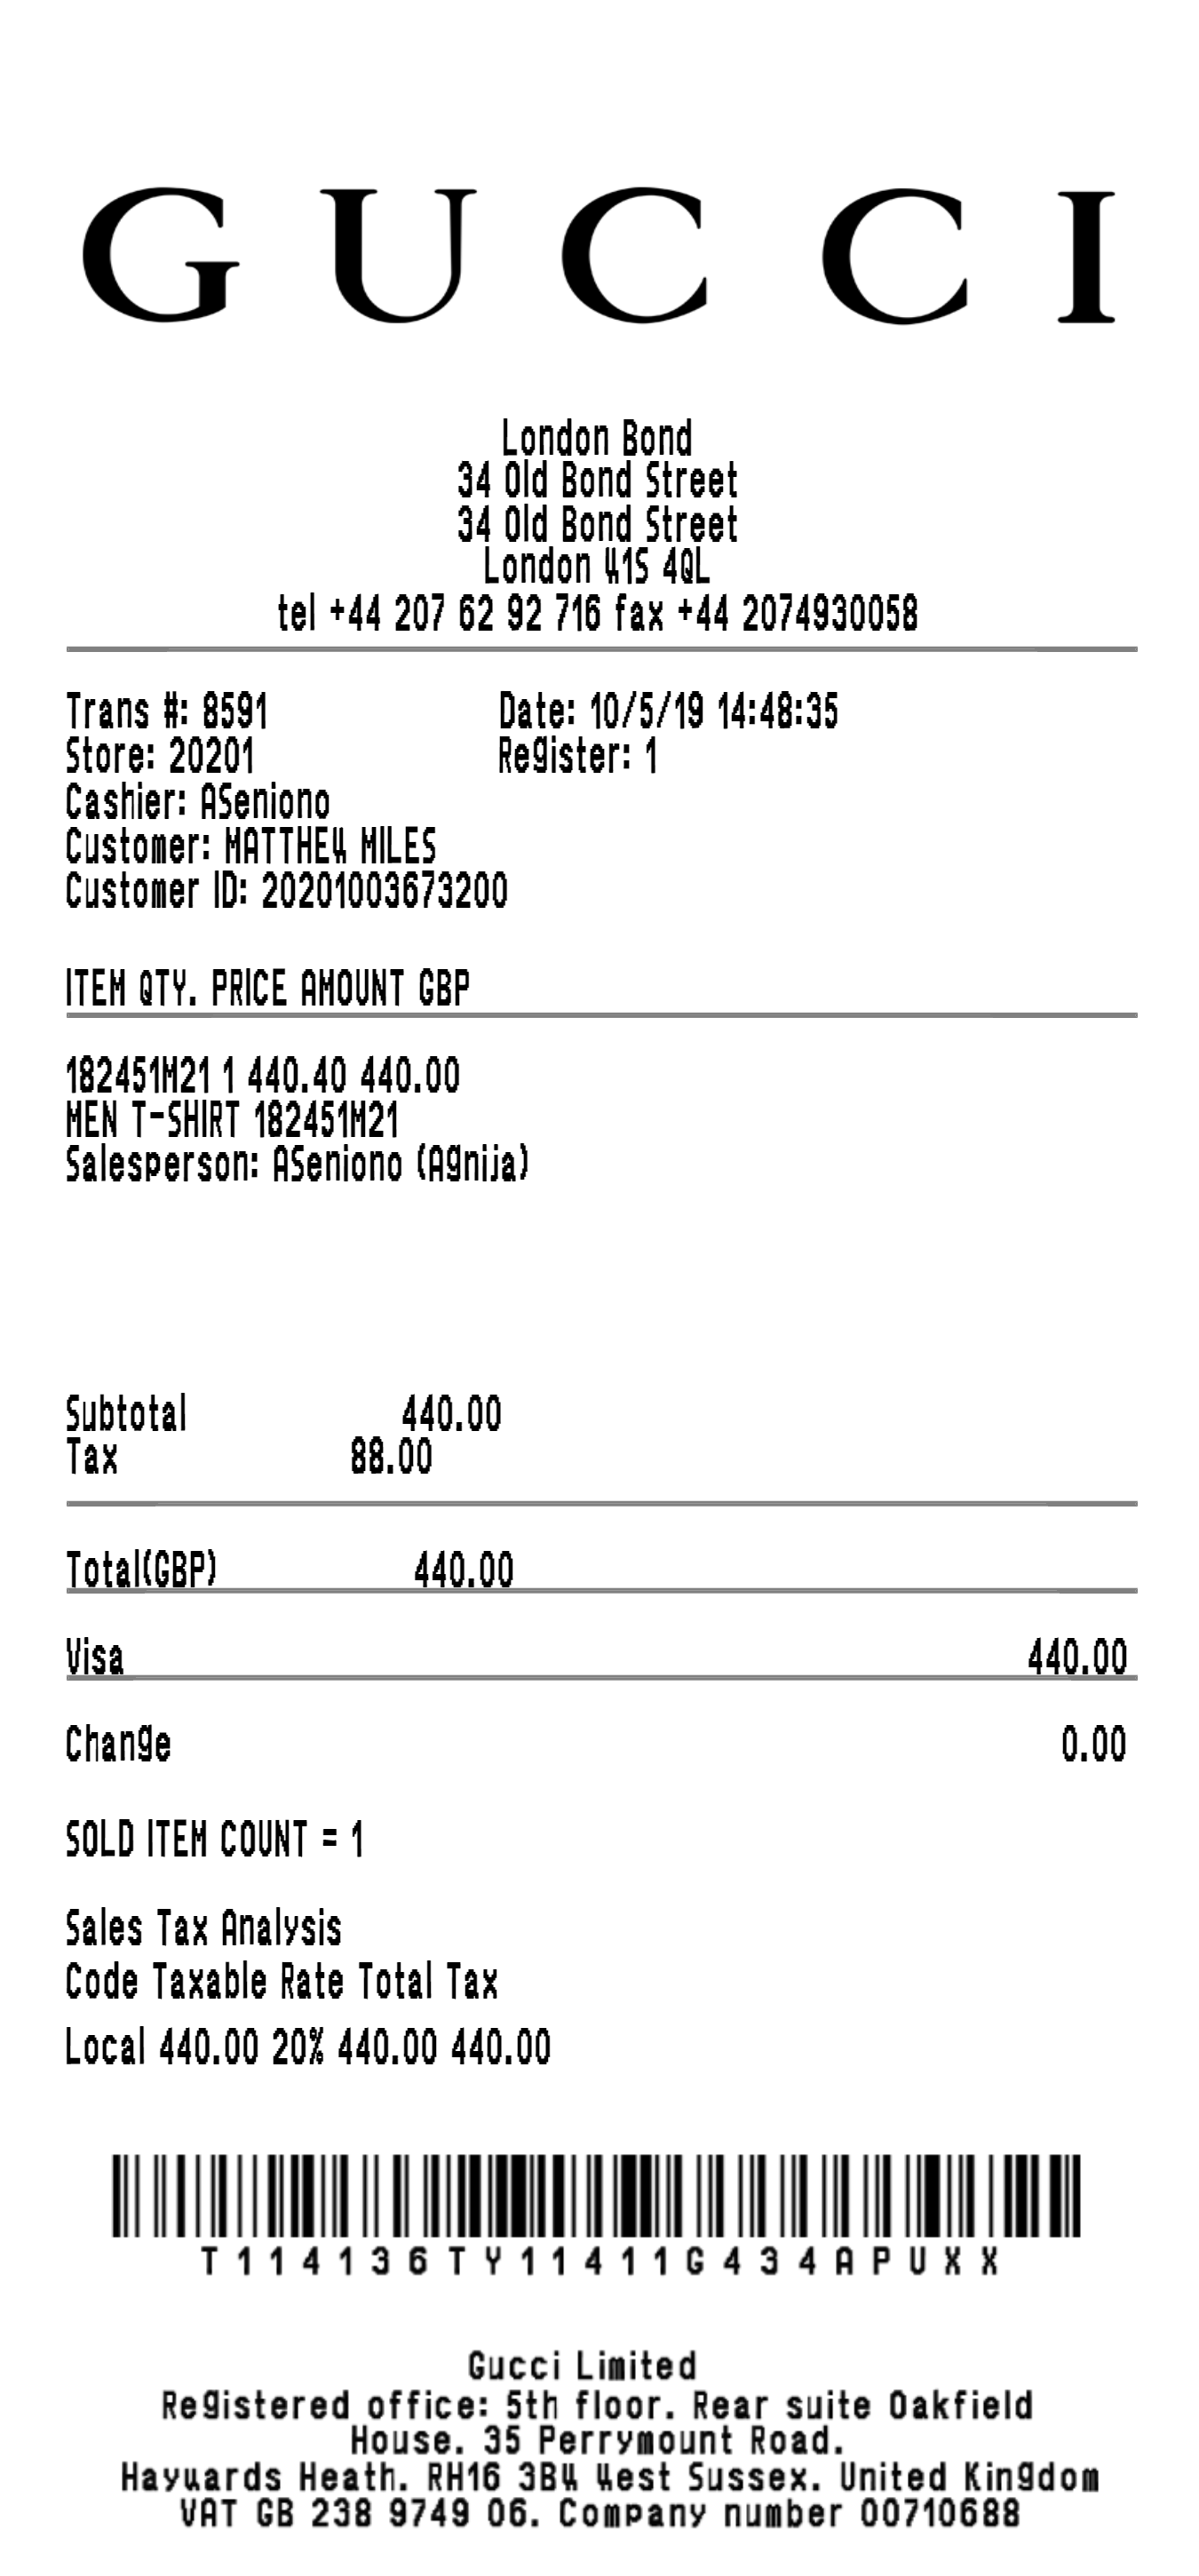 GUCCI
London Bond
34 Old Bond Street
34 Old Bond Street
London W1S 4QL
tel +44 207 62 92 716 fax +44 2074930058
Trans #: 8591 Date: 10/5/19 14:48:35
Store: 20201 Register: 1
Cashier: ASeniono
Customer: MATTHEW MILES
Customer ID: 20201003673200
ITEM QTY. PRICE AMOUNT GBP
182451M21 1 440.40 440.00
MEN T-SHIRT 182451M21
Salesperson: ASeniono (Agnija)
Subtotal 440.00
Tax 88.00
Total(GBP) 440.00
Visa 440.00
Change 0.00
SOLD ITEM COUNT = 1
Sales Tax Analysis
Code Taxable Rate Total Tax
Local 440.00 20% 440.00 440.00
T114136TY11411G434APUXX
Gucci Limited
Registered office: 5th floor. Rear suite Oakfield
House. 35 Perrymount Road.
Haywards Heath. RH16 3BW West Sussex. United Kingdom
VAT GB 238 9749 06. Company number 00710688